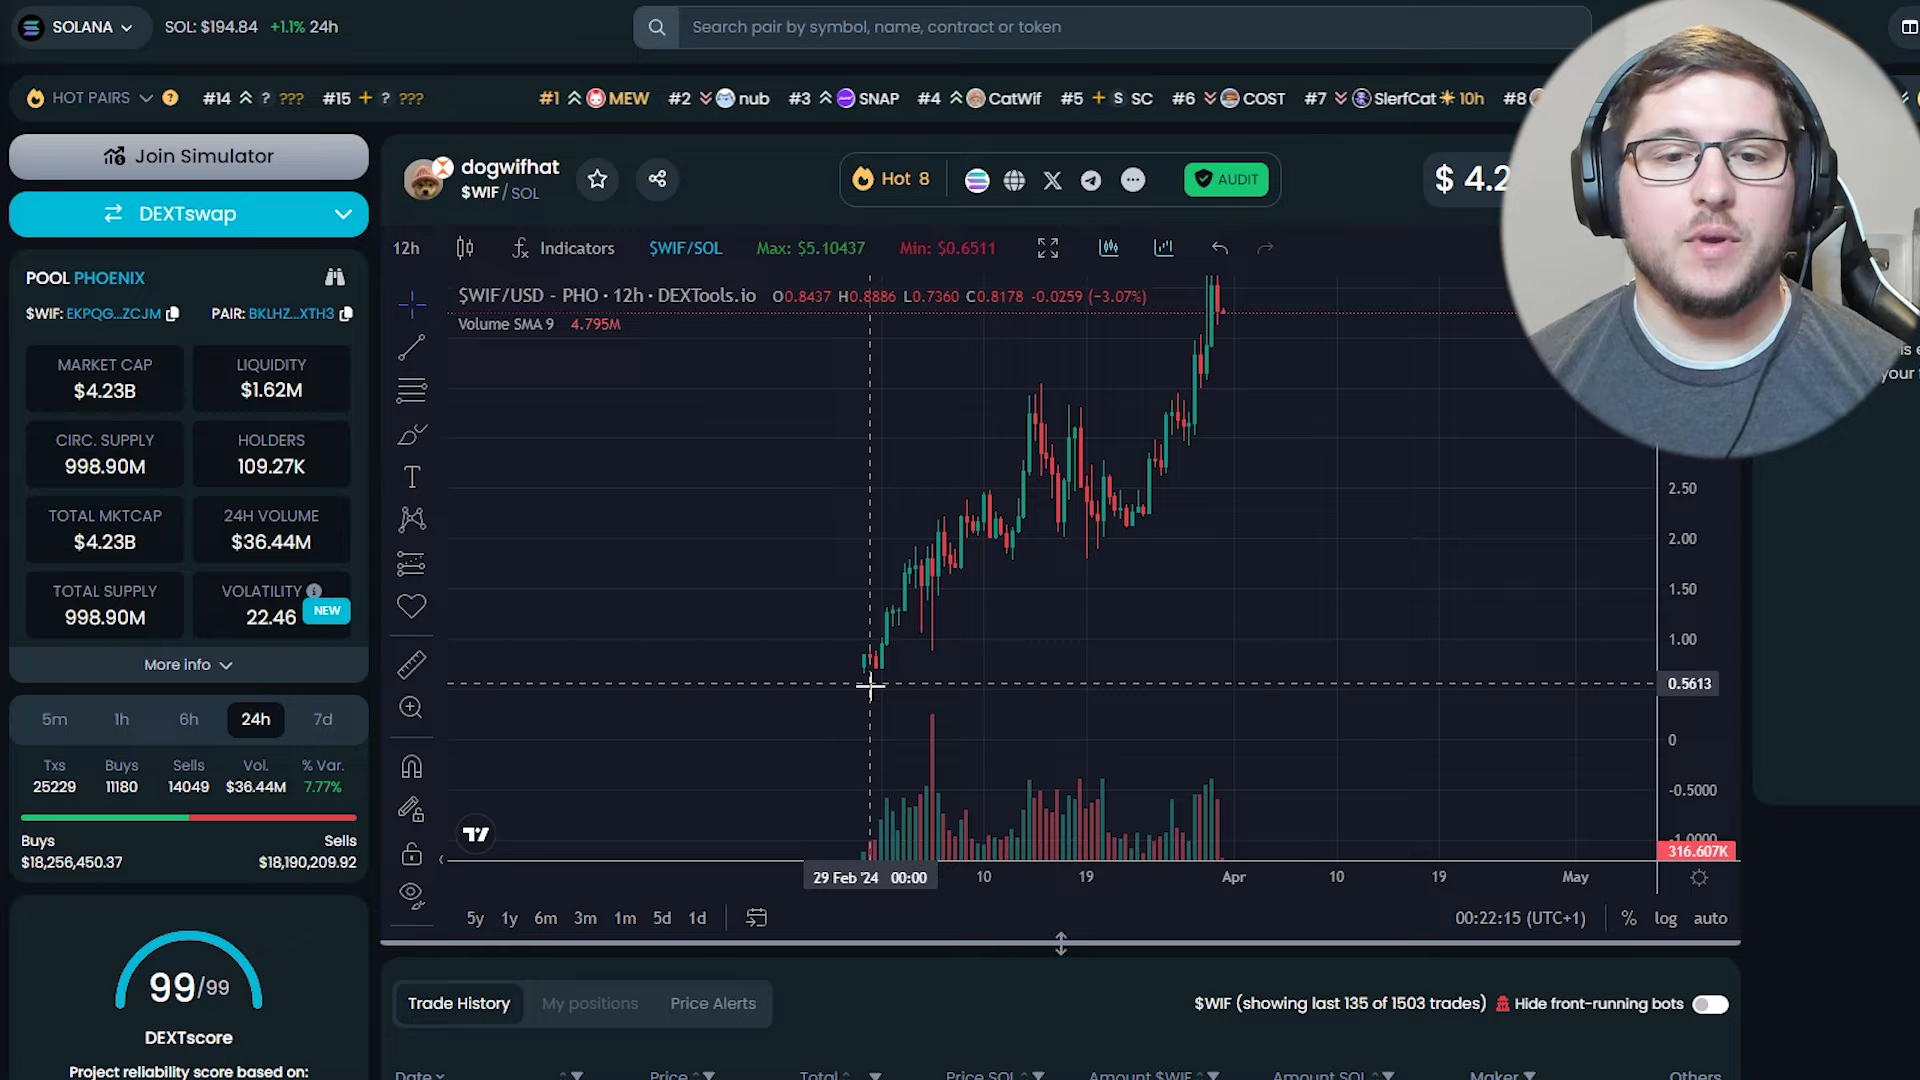 SOLANA
SOL: $194.84 +1.1% 24h
Search pair by symbol, name, contract or token
HOT PAIRS ? #14 ? ??? #15 + ? ??? #1 MEW #2 nub #3 SNAP #4 CatWif #5 + S SC #6 COST #7 SlerfCat 10h #8
Join Simulator
DEXTswap
dogwifhat
$WIF / SOL
Hot 8
AUDIT
$ 4.2
12h Indicators $WIF/SOL Max: $5.10437 Min: $0.6511
$WIF/USD - PHO · 12h · DEXTools.io O0.8437 H0.8886 L0.7360 C0.8178 -0.0259 (-3.07%)
Volume SMA 9 4.795M
POOL PHOENIX
$WIF: EKPQG...ZCJM PAIR: BKLHZ...XTH3
MARKET CAP
$4.23B
LIQUIDITY
$1.62M
CIRC. SUPPLY
998.90M
HOLDERS
109.27K
TOTAL MKTCAP
$4.23B
24H VOLUME
$36.44M
TOTAL SUPPLY
998.90M
VOLATILITY
22.46 NEW
More info
5m 1h 6h 24h 7d
Txs Buys Sells Vol. % Var.
25229 11180 14049 $36.44M 7.77%
Buys Sells
$18,256,450.37 $18,190,209.92
99/99
DEXTscore
Project reliability score based on:
your
2.50
2.00
1.50
1.00
0.5613
0
-0.5000
-1.0000
316.607K
29 Feb '24 00:00 10 19 Apr 10 19 May
5y 1y 6m 3m 1m 5d 1d
00:22:15 (UTC+1) % log auto
Trade History My positions Price Alerts
$WIF (showing last 135 of 1503 trades) Hide front-running bots
Date Price Total Price SOL Amount $WIF Amount SOL Maker Others